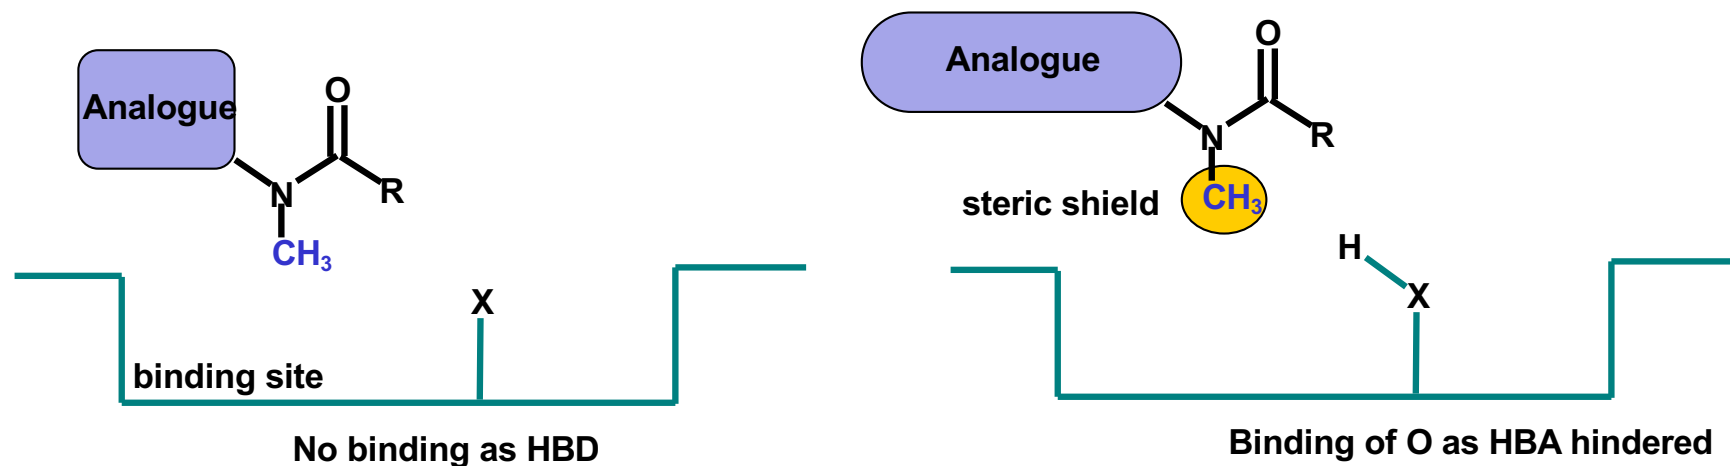 Analogue
O
N
R
CH₃
X
binding site
No binding as HBD
Analogue
O
N
R
steric shield
CH₃
H
X
Binding of O as HBA hindered